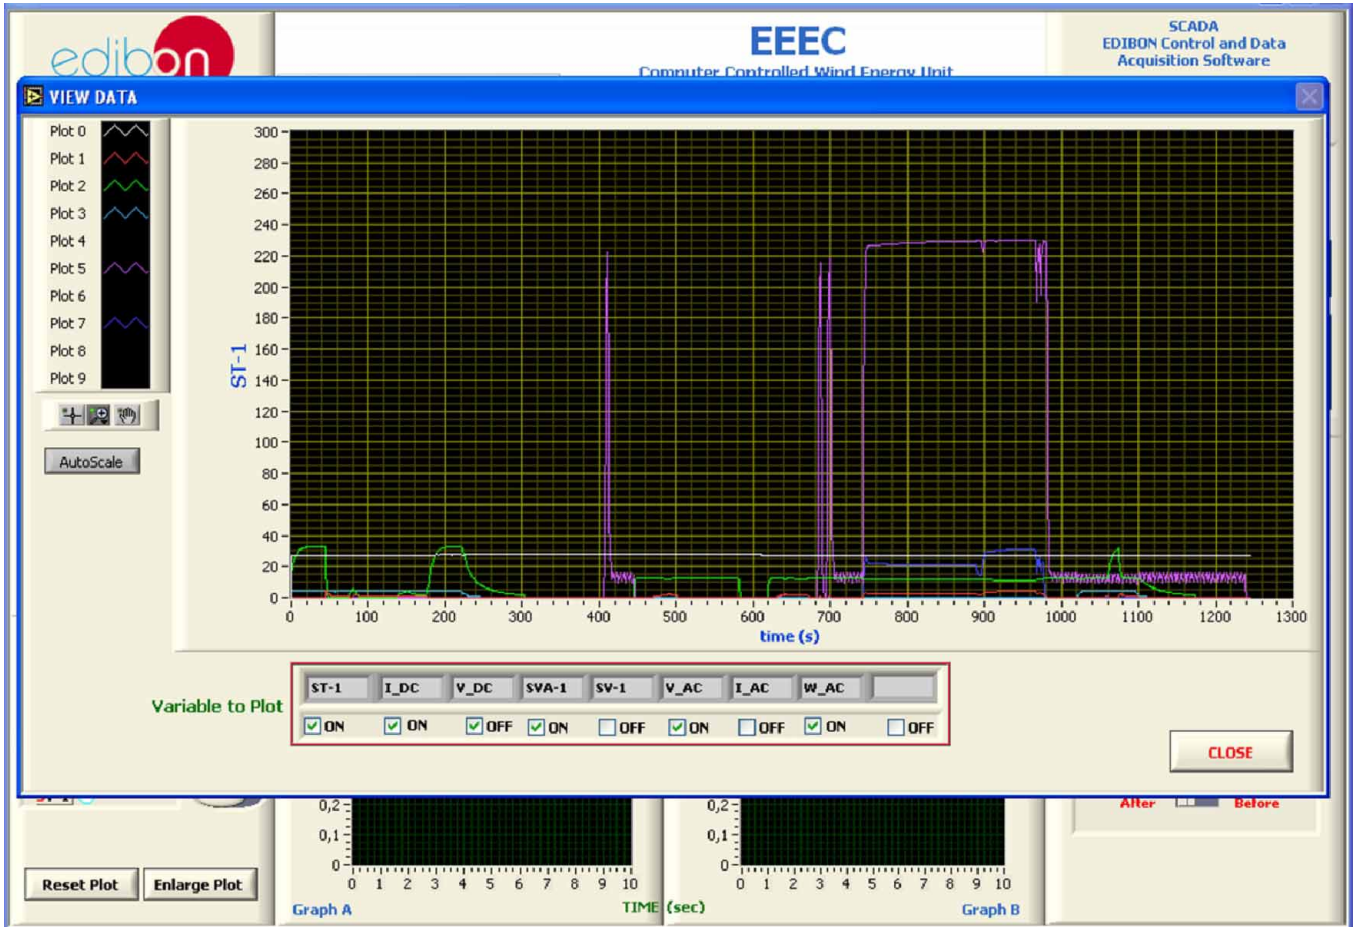 edibon
EEEC
Computer Controlled Wind Energy Unit
SCADA
EDIBON Control and Data
Acquisition Software
VIEW DATA
Plot 0
Plot 1
Plot 2
Plot 3
Plot 4
Plot 5
Plot 6
Plot 7
Plot 8
Plot 9
AutoScale
300
280
260
240
220
200
180
160
140
120
100
80
60
40
20
0
ST-1
0 100 200 300 400 500 600 700 800 900 1000 1100 1200 1300
time (s)
Variable to Plot
ST-1 I_DC V_DC SVA-1 SV-1 V_AC I_AC W_AC
ON ON OFF ON OFF ON OFF ON OFF
CLOSE
After Before
0,2
0,1
0
0 1 2 3 4 5 6 7 8 9 10
0,2
0,1
0
0 1 2 3 4 5 6 7 8 9 10
Reset Plot Enlarge Plot
Graph A TIME (sec) Graph B